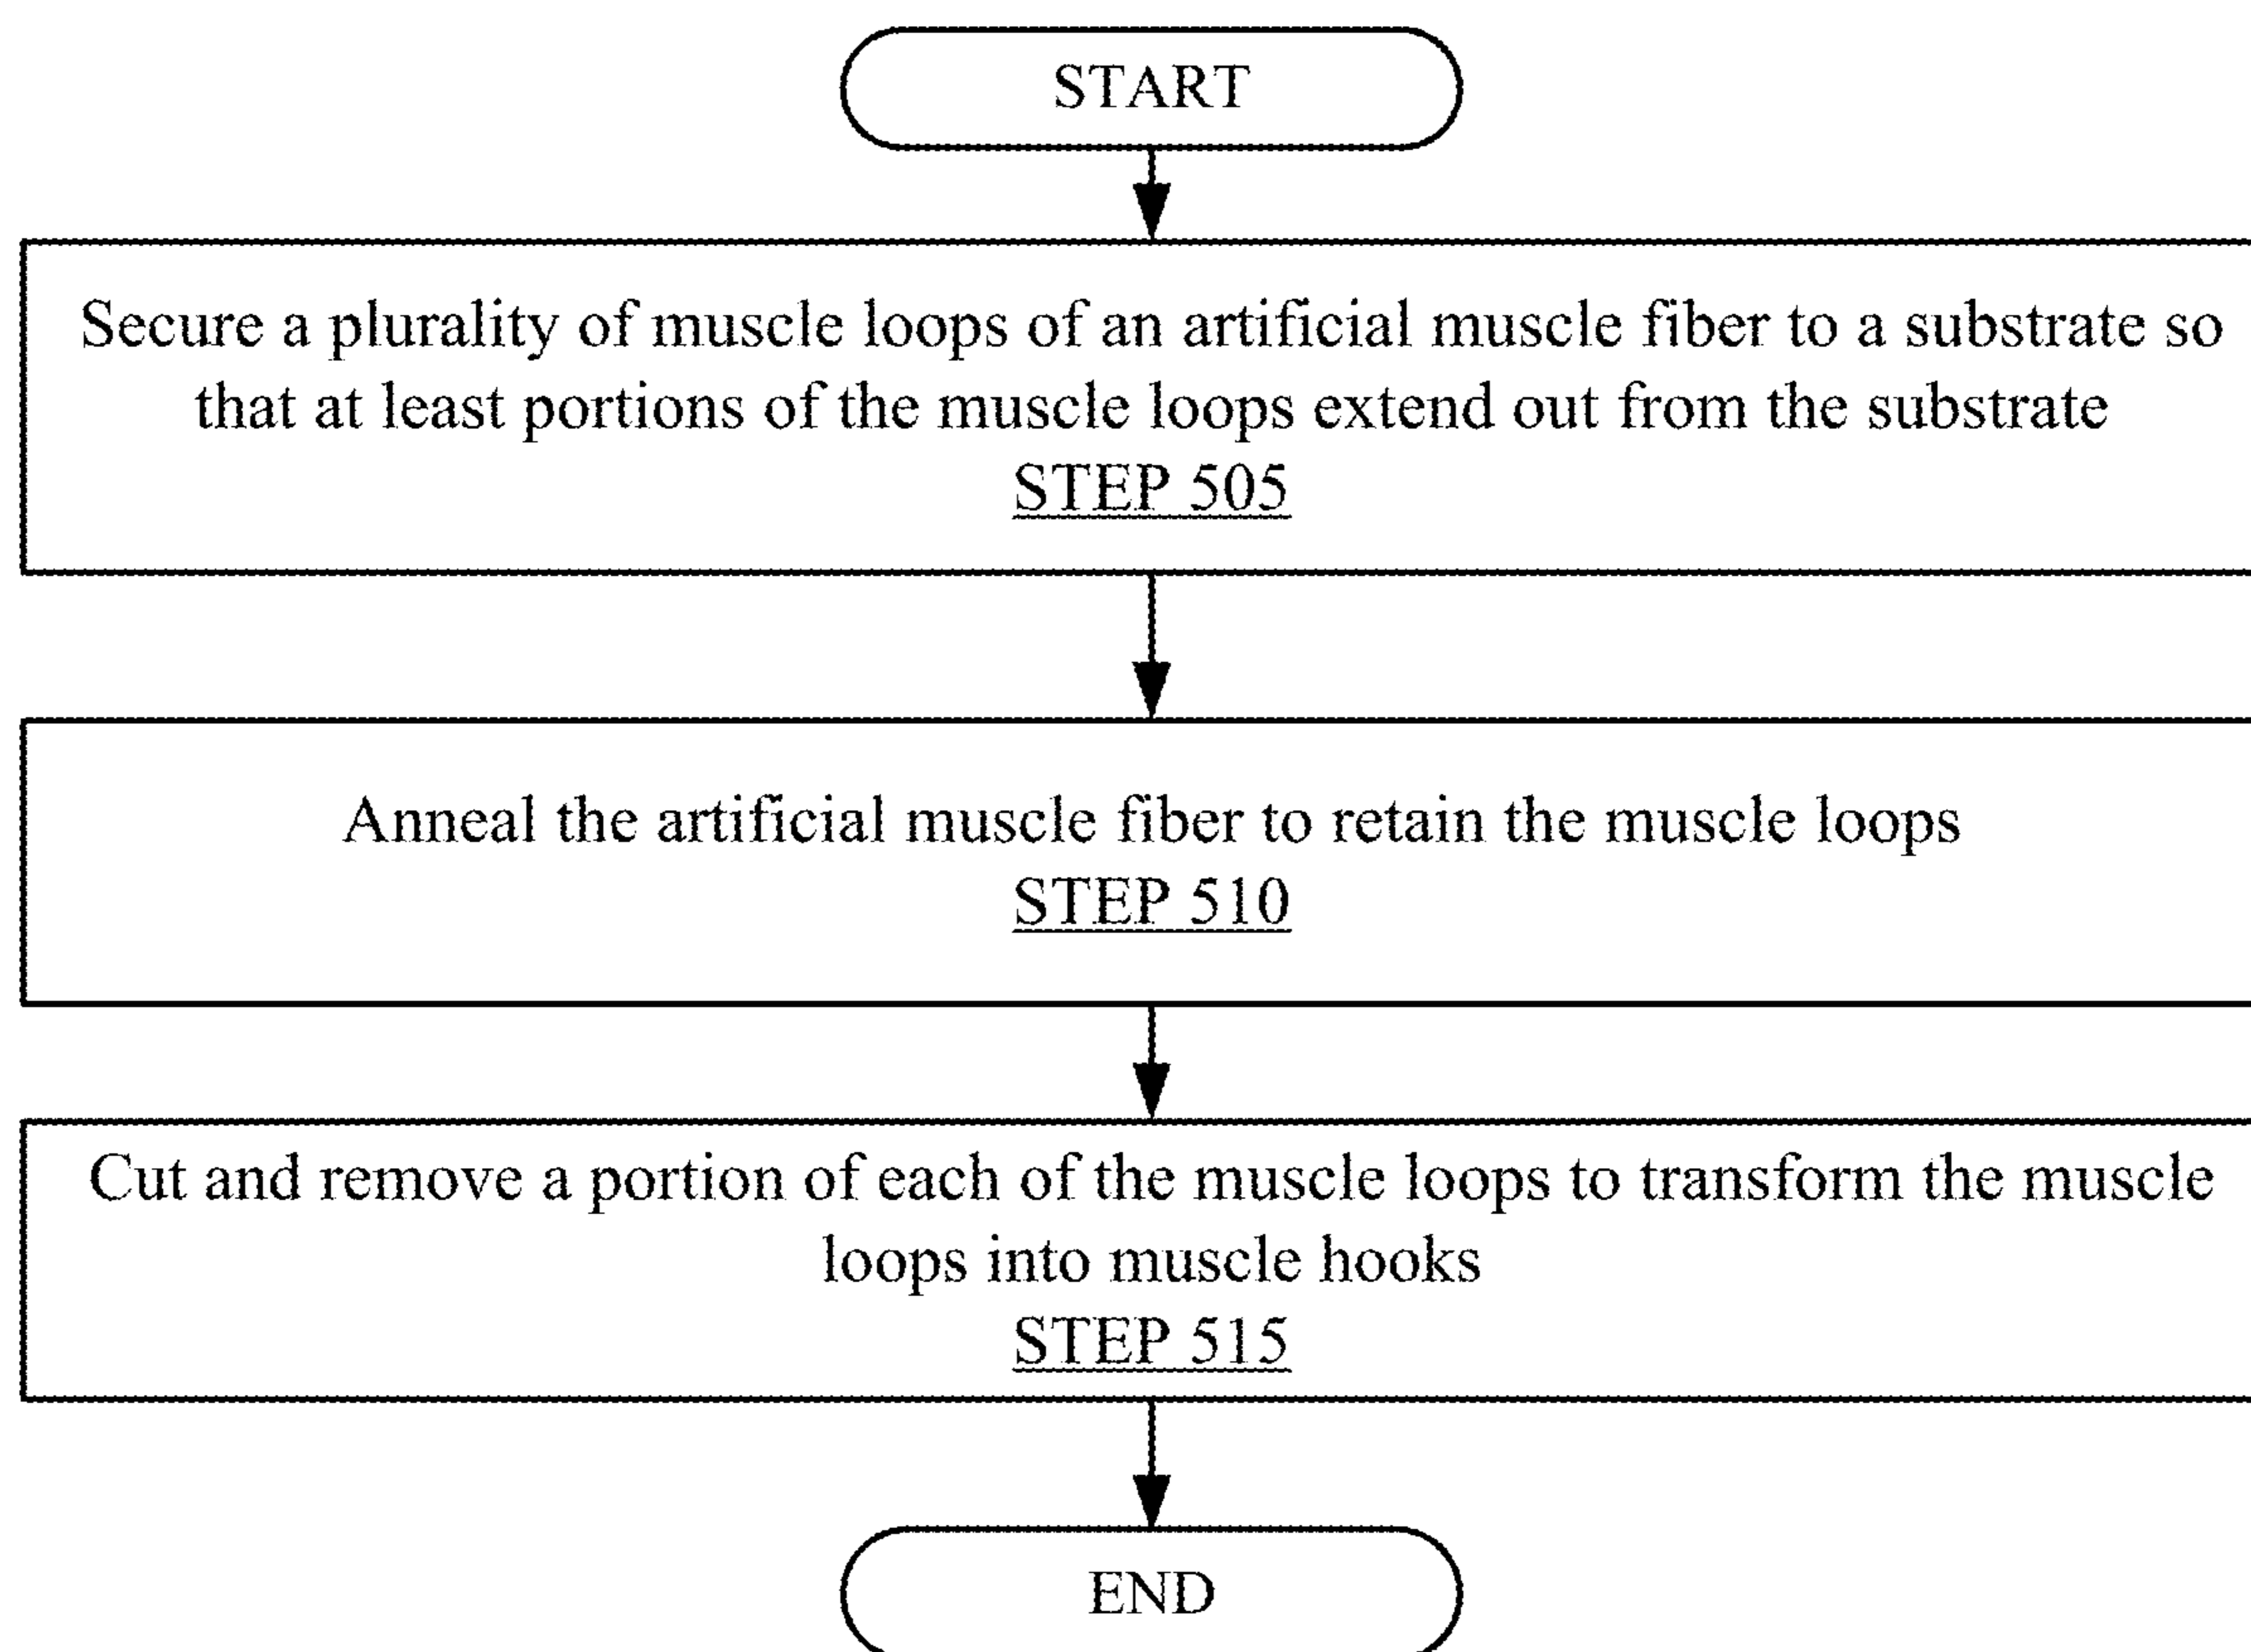 START
Secure a plurality of muscle loops of an artificial muscle fiber to a substrate so
that at least portions of the muscle loops extend out from the substrate
STEP 505
Anneal the artificial muscle fiber to retain the muscle loops
STEP 510
Cut and remove a portion of each of the muscle loops to transform the muscle
loops into muscle hooks
STEP 515
END